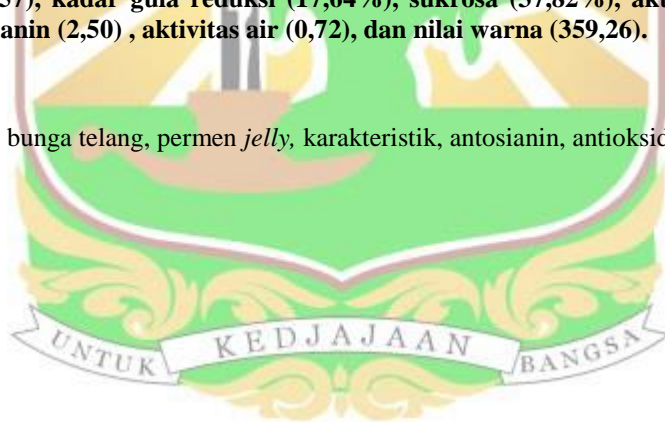 57), kadar gula reduksi (17,64%), sukrosa (57,82%), akt
anin (2,50) , aktivitas air (0,72), dan nilai warna (359,26).
bunga telang, permen jelly, karakteristik, antosianin, antioksid
UNTUK KEDJAJAAN BANGSA